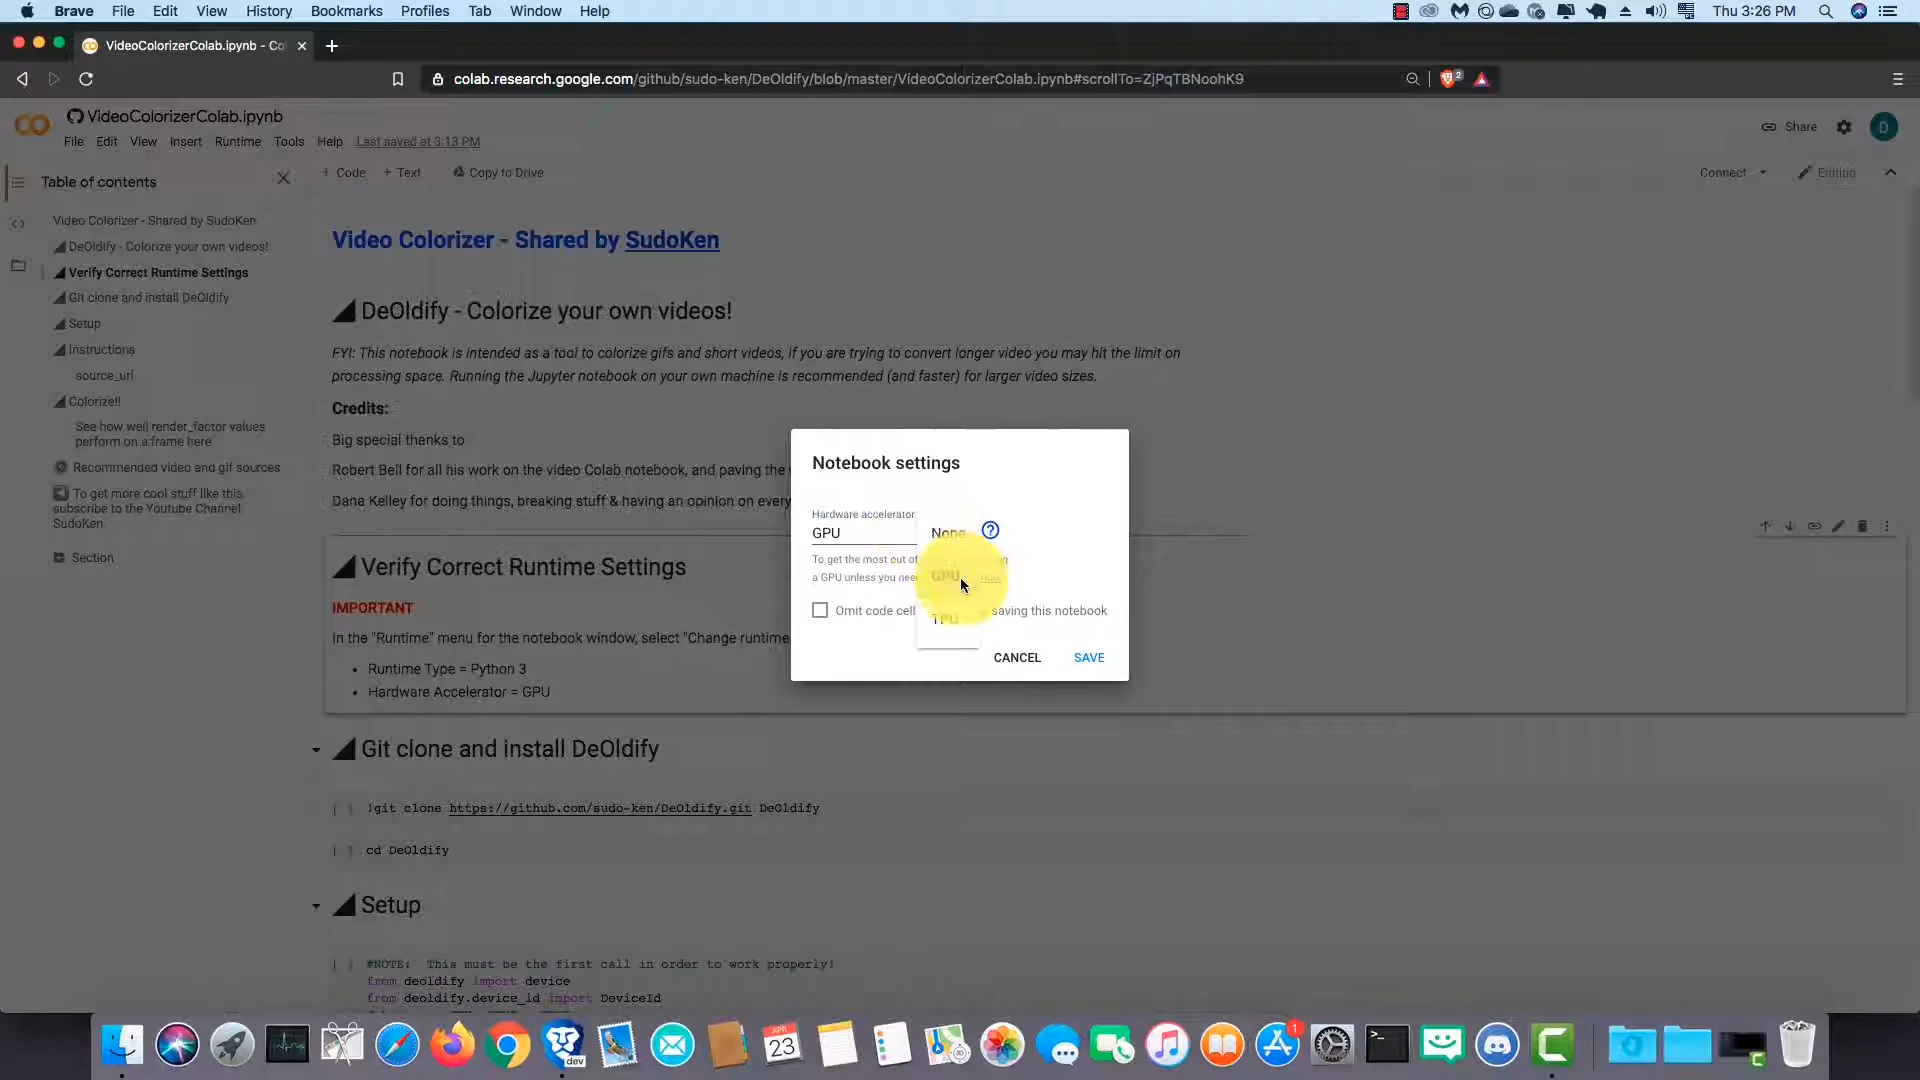 Brave File Edit View History Bookmarks Profiles Tab Window Help
Thu 3:26 PM
VideoColorizerColab.ipynb - Co
colab.research.google.com/github/sudo-ken/DeOldify/blob/master/VideoColorizerColab.ipynb#scrollTo=ZjPqTBNoohK9
2
VideoColorizerColab.ipynb
Share
D
File Edit View Insert Runtime Tools Help Last saved at 3:13 PM
Table of contents
+ Code + Text Copy to Drive
Connect Editing
Video Colorizer - Shared by SudoKen
DeOldify - Colorize your own videos!
Verify Correct Runtime Settings
Git clone and install DeOldify
Setup
Instructions
source_url
Colorize!!
See how well render_factor values
perform on a frame here
Recommended video and gif sources
To get more cool stuff like this,
subscribe to the Youtube Channel
SudoKen.
Section
Video Colorizer - Shared by SudoKen
DeOldify - Colorize your own videos!
FYI: This notebook is intended as a tool to colorize gifs and short videos, if you are trying to convert longer video you may hit the limit on
processing space. Running the Jupyter notebook on your own machine is recommended (and faster) for larger video sizes.
Credits:
Big special thanks to
Robert Bell for all his work on the video Colab notebook, and paving the
Dana Kelley for doing things, breaking stuff & having an opinion on every
Verify Correct Runtime Settings
IMPORTANT
In the "Runtime" menu for the notebook window, select "Change runtime
• Runtime Type = Python 3
• Hardware Accelerator = GPU
Notebook settings
Hardware accelerator
GPU
None
GPU
TPU
?
To get the most out of
a GPU unless you need
Omit code cell saving this notebook
CANCEL SAVE
Git clone and install DeOldify
[ ] !git clone https://github.com/sudo-ken/DeOldify.git DeOldify
[ ] cd DeOldify
Setup
[ ] #NOTE: This must be the first call in order to work properly!
from deoldify import device
from deoldify.device_id import DeviceId
dev
APR
23
3D
1